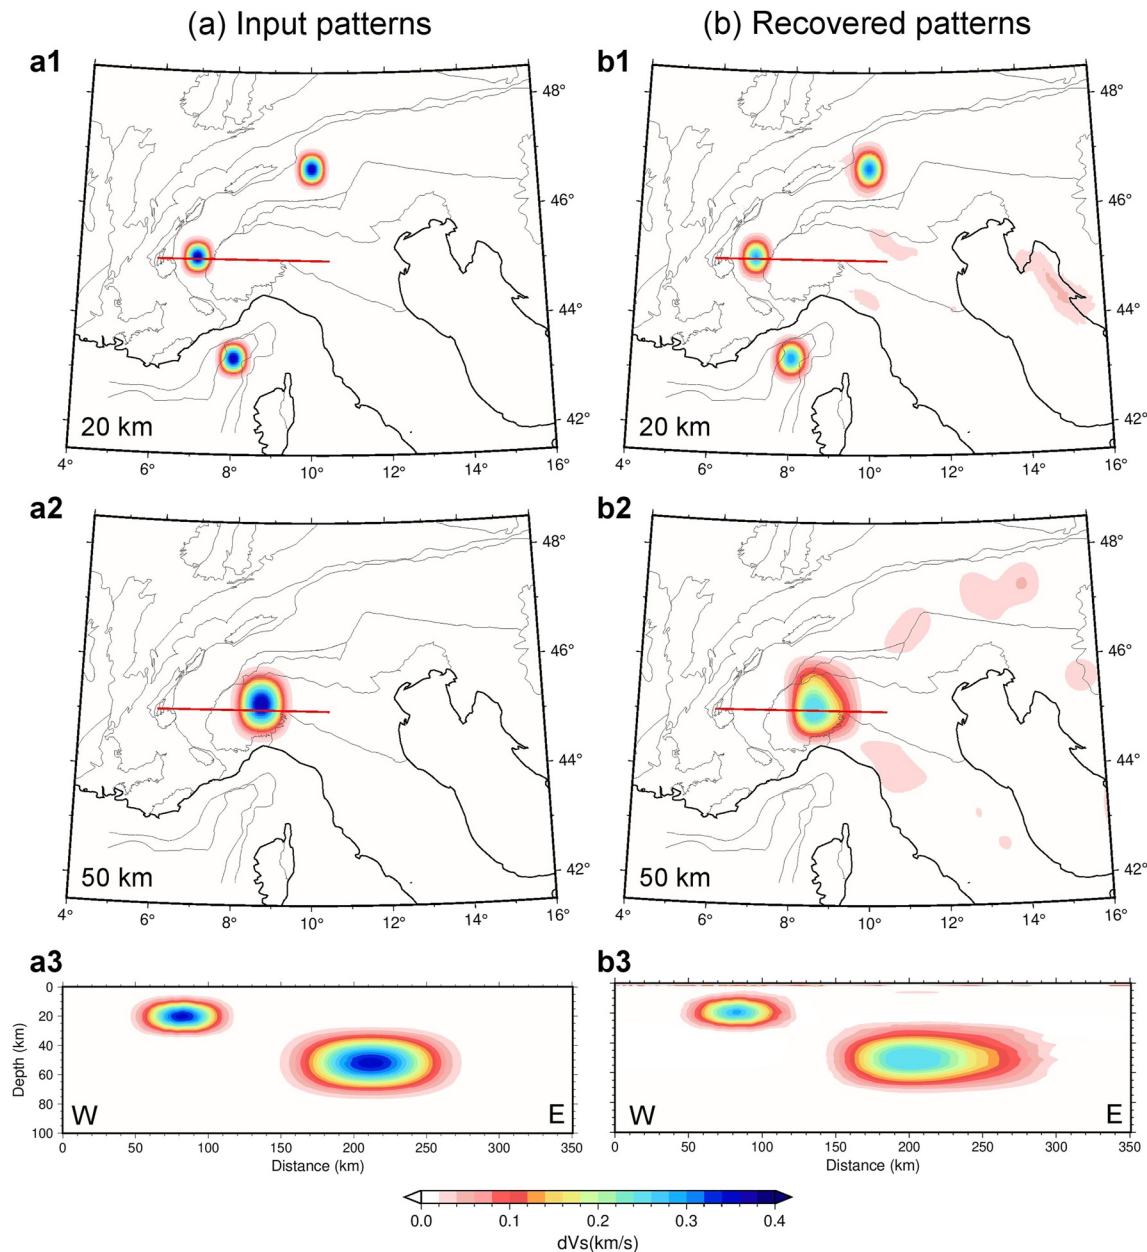 (a) Input patterns
(b) Recovered patterns
a1
b1
48°
48°
46°
46°
44°
44°
42°
42°
20 km
20 km
4° 6° 8° 10° 12° 14° 16°
4° 6° 8° 10° 12° 14° 16°
a2
b2
48°
48°
46°
46°
44°
44°
42°
42°
50 km
50 km
4° 6° 8° 10° 12° 14° 16°
4° 6° 8° 10° 12° 14° 16°
a3
b3
0
20
40
60
80
100
Depth (km)
W E
W E
0 50 100 150 200 250 300 350
0 50 100 150 200 250 300 350
Distance (km)
Distance (km)
0.0 0.1 0.2 0.3 0.4
dVs(km/s)